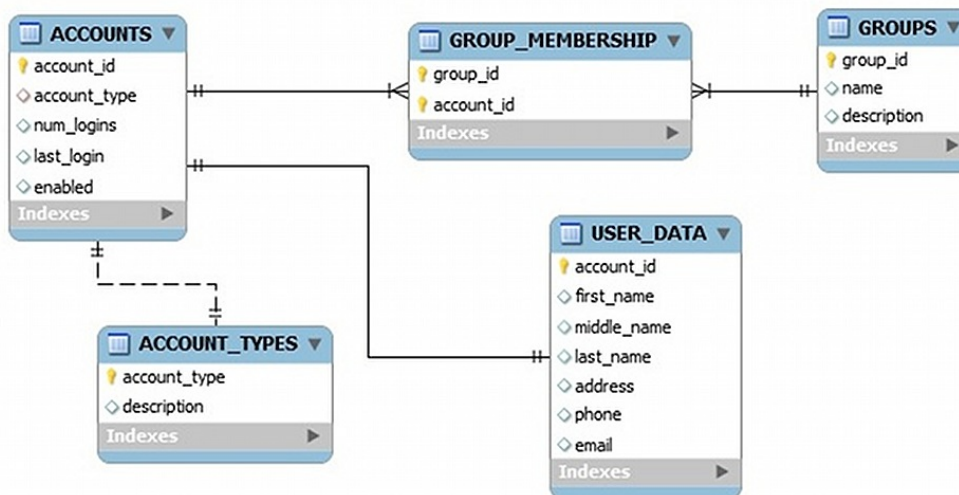 ACCOUNTS
account_id
account_type
num_logins
last_login
enabled
Indexes
GROUP_MEMBERSHIP
group_id
account_id
Indexes
GROUPS
group_id
name
description
Indexes
ACCOUNT_TYPES
account_type
description
Indexes
USER_DATA
account_id
first_name
middle_name
last_name
address
phone
email
Indexes